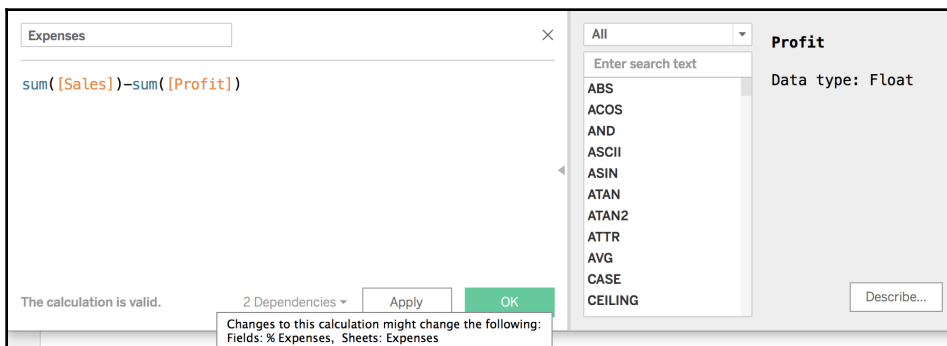 Expenses
sum([Sales])-sum([Profit])
The calculation is valid.
2 Dependencies
Apply
OK
Changes to this calculation might change the following:
Fields: % Expenses, Sheets: Expenses
All
Enter search text
ABS
ACOS
AND
ASCII
ASIN
ATAN
ATAN2
ATTR
AVG
CASE
CEILING
Profit
Data type: Float
Describe...